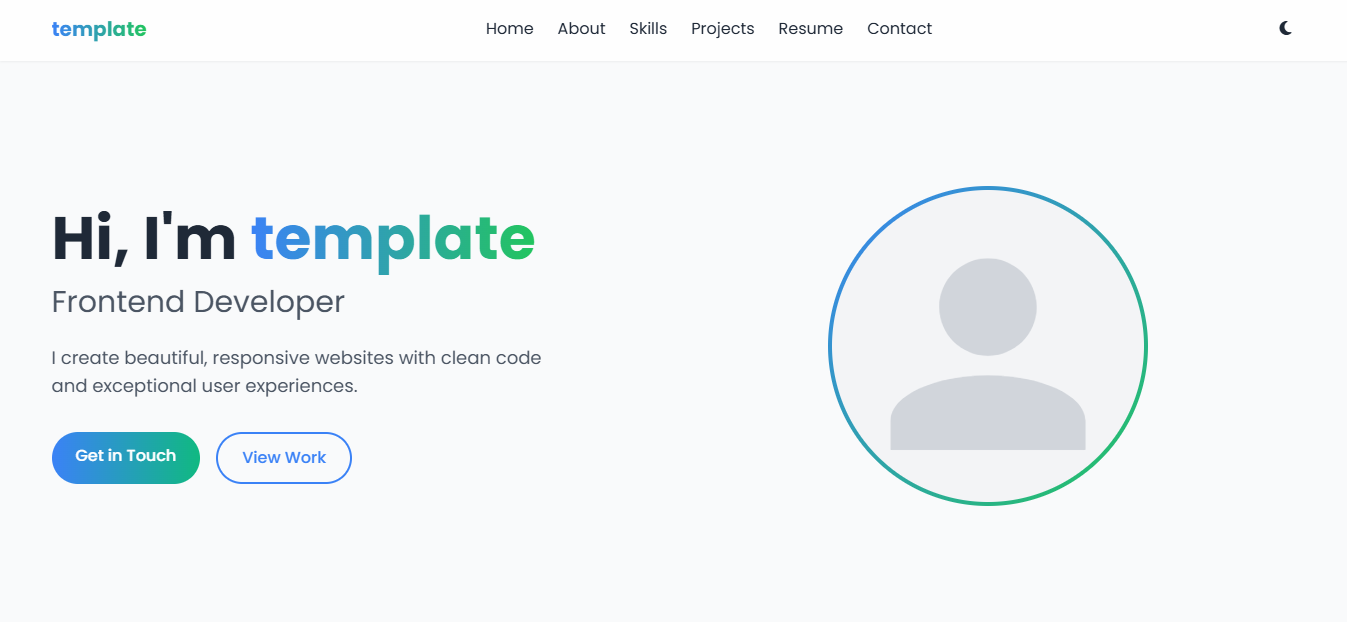 template
Home About Skills Projects Resume Contact
Hi, I'm template
Frontend Developer
I create beautiful, responsive websites with clean code
and exceptional user experiences.
Get in Touch View Work